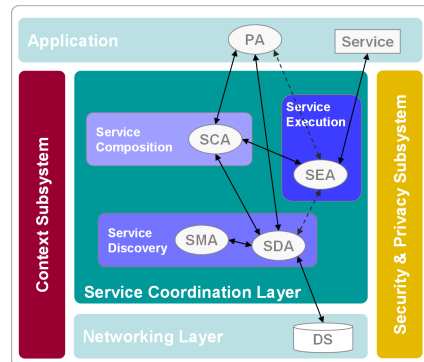 Application
PA
Service
Context Subsystem
Security & Privacy Subsystem
Service
Execution
Service
Composition
SCA
SEA
Service
Discovery
SMA
SDA
Service Coordination Layer
Networking Layer
DS